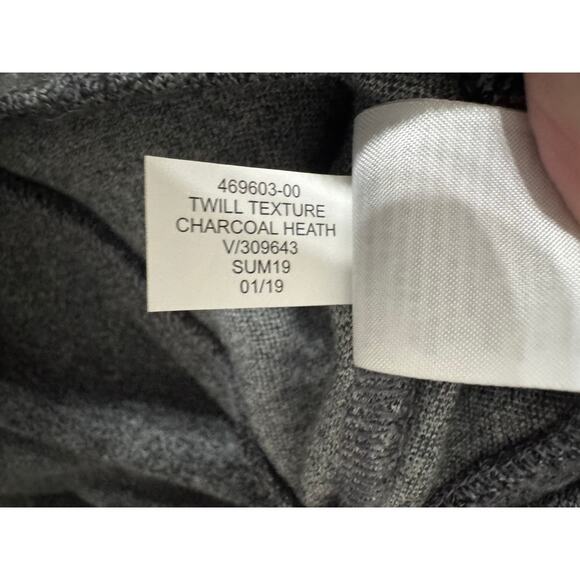 469603-00
TWILL TEXTURE
CHARCOAL HEATH
V/309643
SUM19
01/19